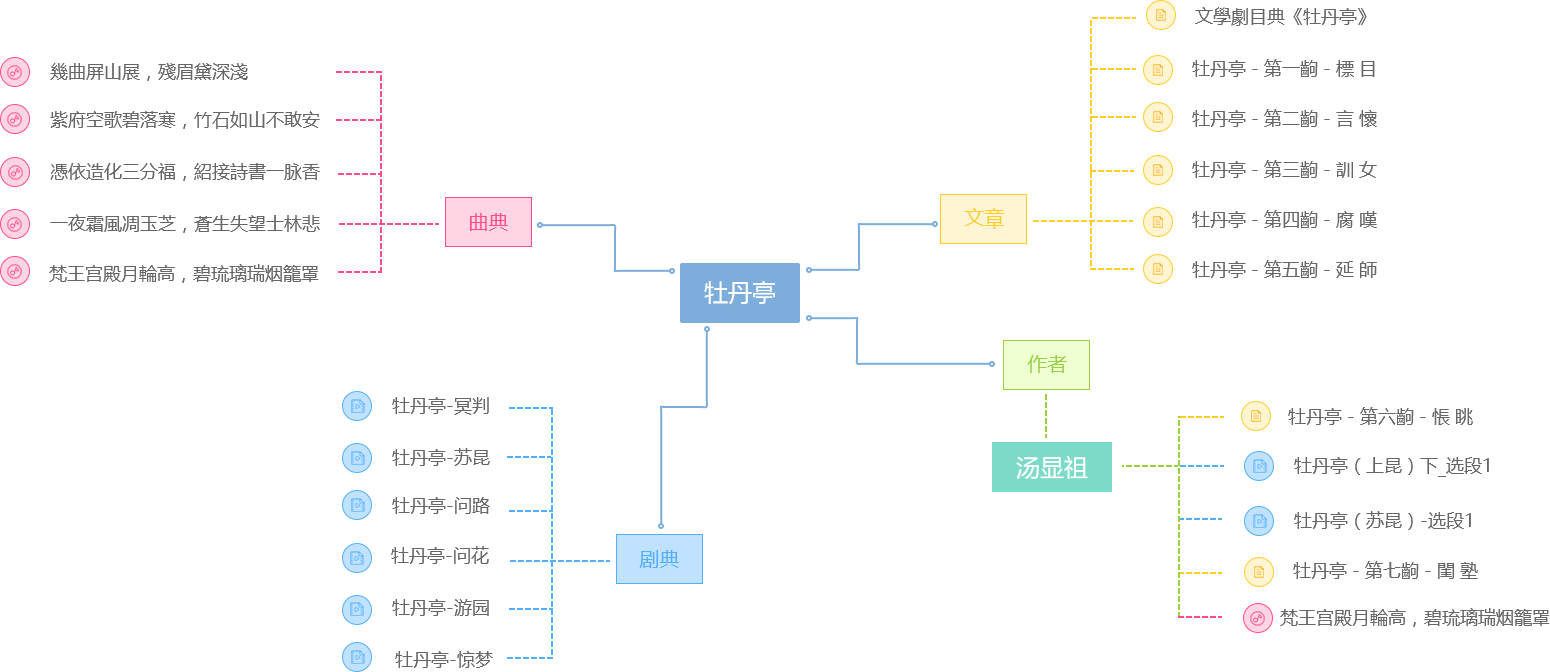 牡丹亭
曲典
幾曲屏山展，殘眉黛深淺
紫府空歌碧落寒，竹石如山不敢安
憑依造化三分福，紹接詩書一脉香
一夜霜風凋玉芝，蒼生失望士林悲
梵王宫殿月輪高，碧琉璃瑞烟籠罩
文章
文學劇目典《牡丹亭》
牡丹亭 - 第一齣 - 標 目
牡丹亭 - 第二齣 - 言 懷
牡丹亭 - 第三齣 - 訓 女
牡丹亭 - 第四齣 - 腐 嘆
牡丹亭 - 第五齣 - 延 師
剧典
牡丹亭-冥判
牡丹亭-苏昆
牡丹亭-问路
牡丹亭-问花
牡丹亭-游园
牡丹亭-惊梦
作者
汤显祖
牡丹亭 - 第六齣 - 悵 眺
牡丹亭（上昆）下_选段1
牡丹亭（苏昆）-选段1
牡丹亭 - 第七齣 - 閨 塾
梵王宫殿月輪高，碧琉璃瑞烟籠罩